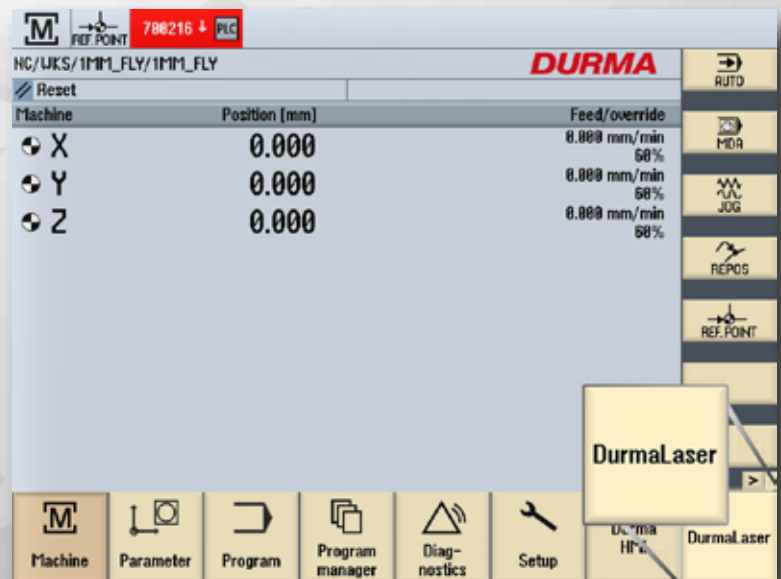 M REF.POINT 700216 ↓ PLC
NC/WKS/1MM_FLY/1MM_FLY DURMA
Reset
Machine Position [mm] Feed/override
X 0.000 0.000 mm/min
60%
Y 0.000 0.000 mm/min
60%
Z 0.000 0.000 mm/min
60%
AUTO
MDA
JOG
REPOS
REF.POINT
DurmaLaser
>
M
Machine
Parameter
Program
Program
manager
Diag-
nostics
Setup
Durma
HMI
DurmaLaser